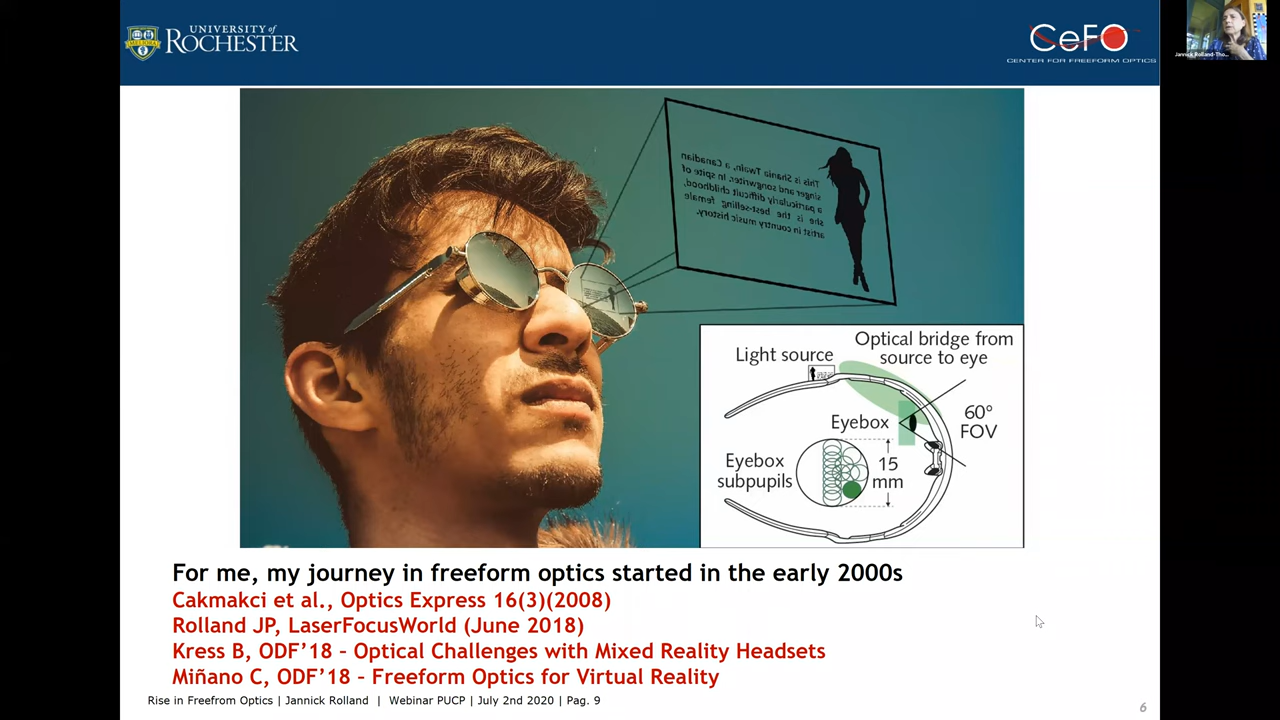 UNIVERSITY of
ROCHESTER
MELIORA
CeFO
CENTER FOR FREEFORM OPTICS
Jannick Rolland-Tho...
This is Shania Twain, a Canadian
singer and songwriter. In spite of
a particularly difficult childhood,
she is the best-selling female
artist in country music history.
Light source
Optical bridge from
source to eye
Eyebox
60°
FOV
Eyebox
subpupils
15
mm
For me, my journey in freeform optics started in the early 2000s
Cakmakci et al., Optics Express 16(3)(2008)
Rolland JP, LaserFocusWorld (June 2018)
Kress B, ODF’18 – Optical Challenges with Mixed Reality Headsets
Miñano C, ODF’18 – Freeform Optics for Virtual Reality
Rise in Freefrom Optics | Jannick Rolland | Webinar PUCP | July 2nd 2020 | Pag. 9
6